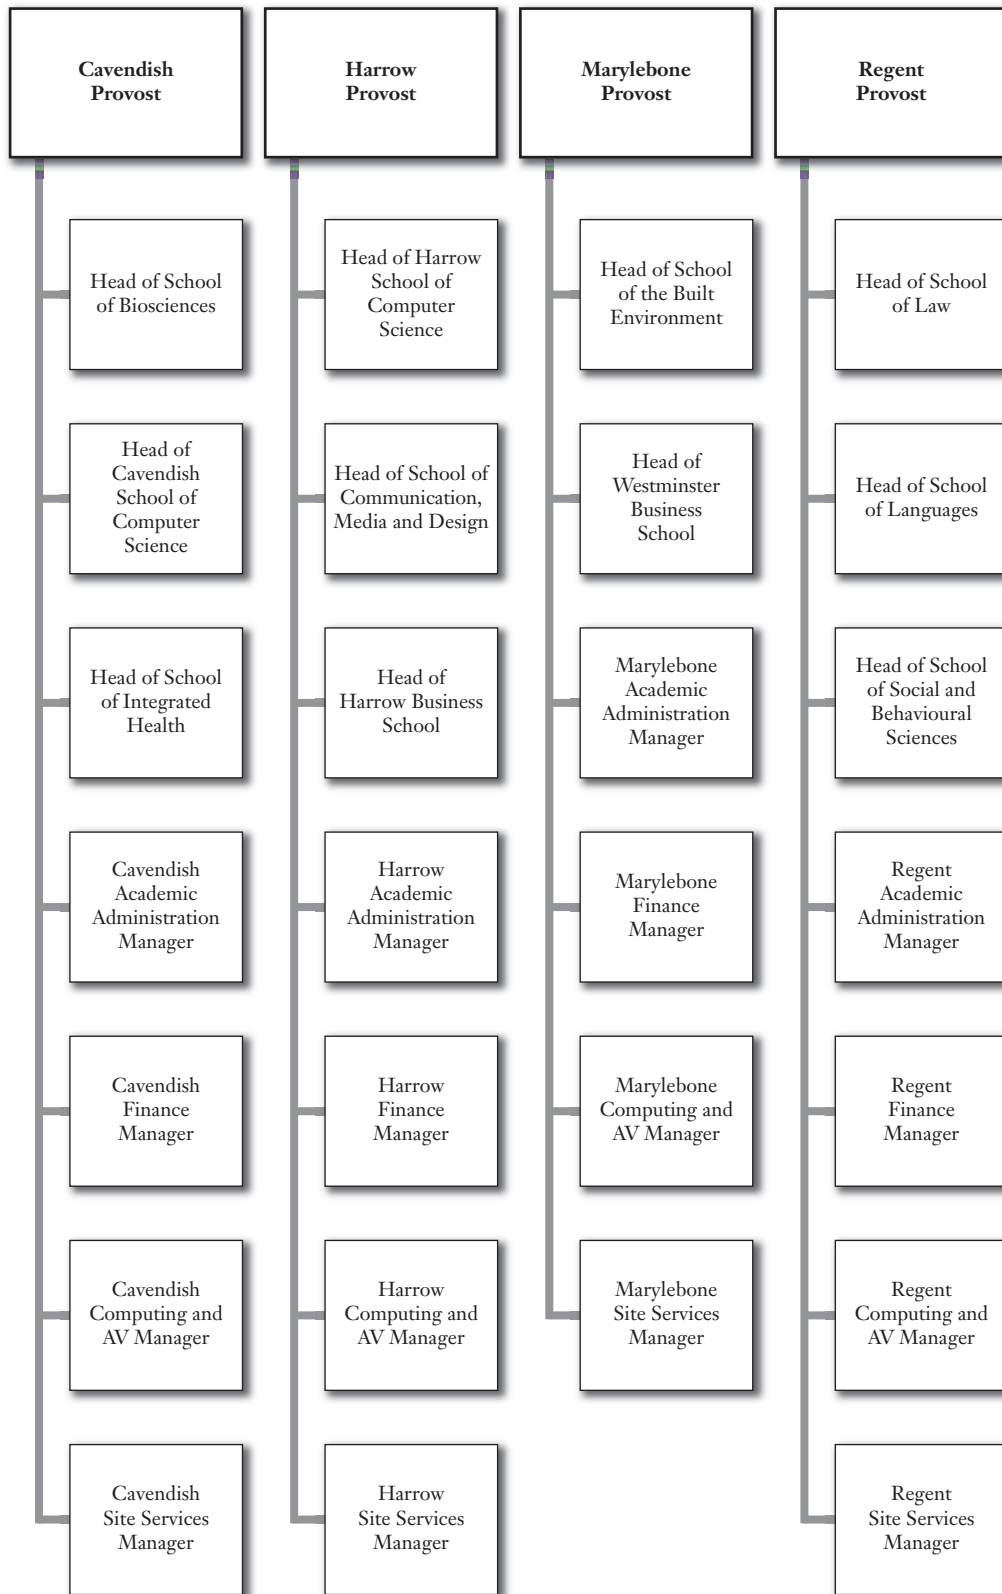 Cavendish
Provost
Head of School
of Biosciences
Head of
Cavendish
School of
Computer
Science
Head of School
of Integrated
Health
Cavendish
Academic
Administration
Manager
Cavendish
Finance
Manager
Cavendish
Computing and
AV Manager
Cavendish
Site Services
Manager
Harrow
Provost
Head of Harrow
School of
Computer
Science
Head of School of
Communication,
Media and Design
Head of
Harrow Business
School
Harrow
Academic
Administration
Manager
Harrow
Finance
Manager
Harrow
Computing and
AV Manager
Harrow
Site Services
Manager
Marylebone
Provost
Head of School
of the Built
Environment
Head of
Westminster
Business
School
Marylebone
Academic
Administration
Manager
Marylebone
Finance
Manager
Marylebone
Computing and
AV Manager
Marylebone
Site Services
Manager
Regent
Provost
Head of School
of Law
Head of School
of Languages
Head of School
of Social and
Behavioural
Sciences
Regent
Academic
Administration
Manager
Regent
Finance
Manager
Regent
Computing and
AV Manager
Regent
Site Services
Manager